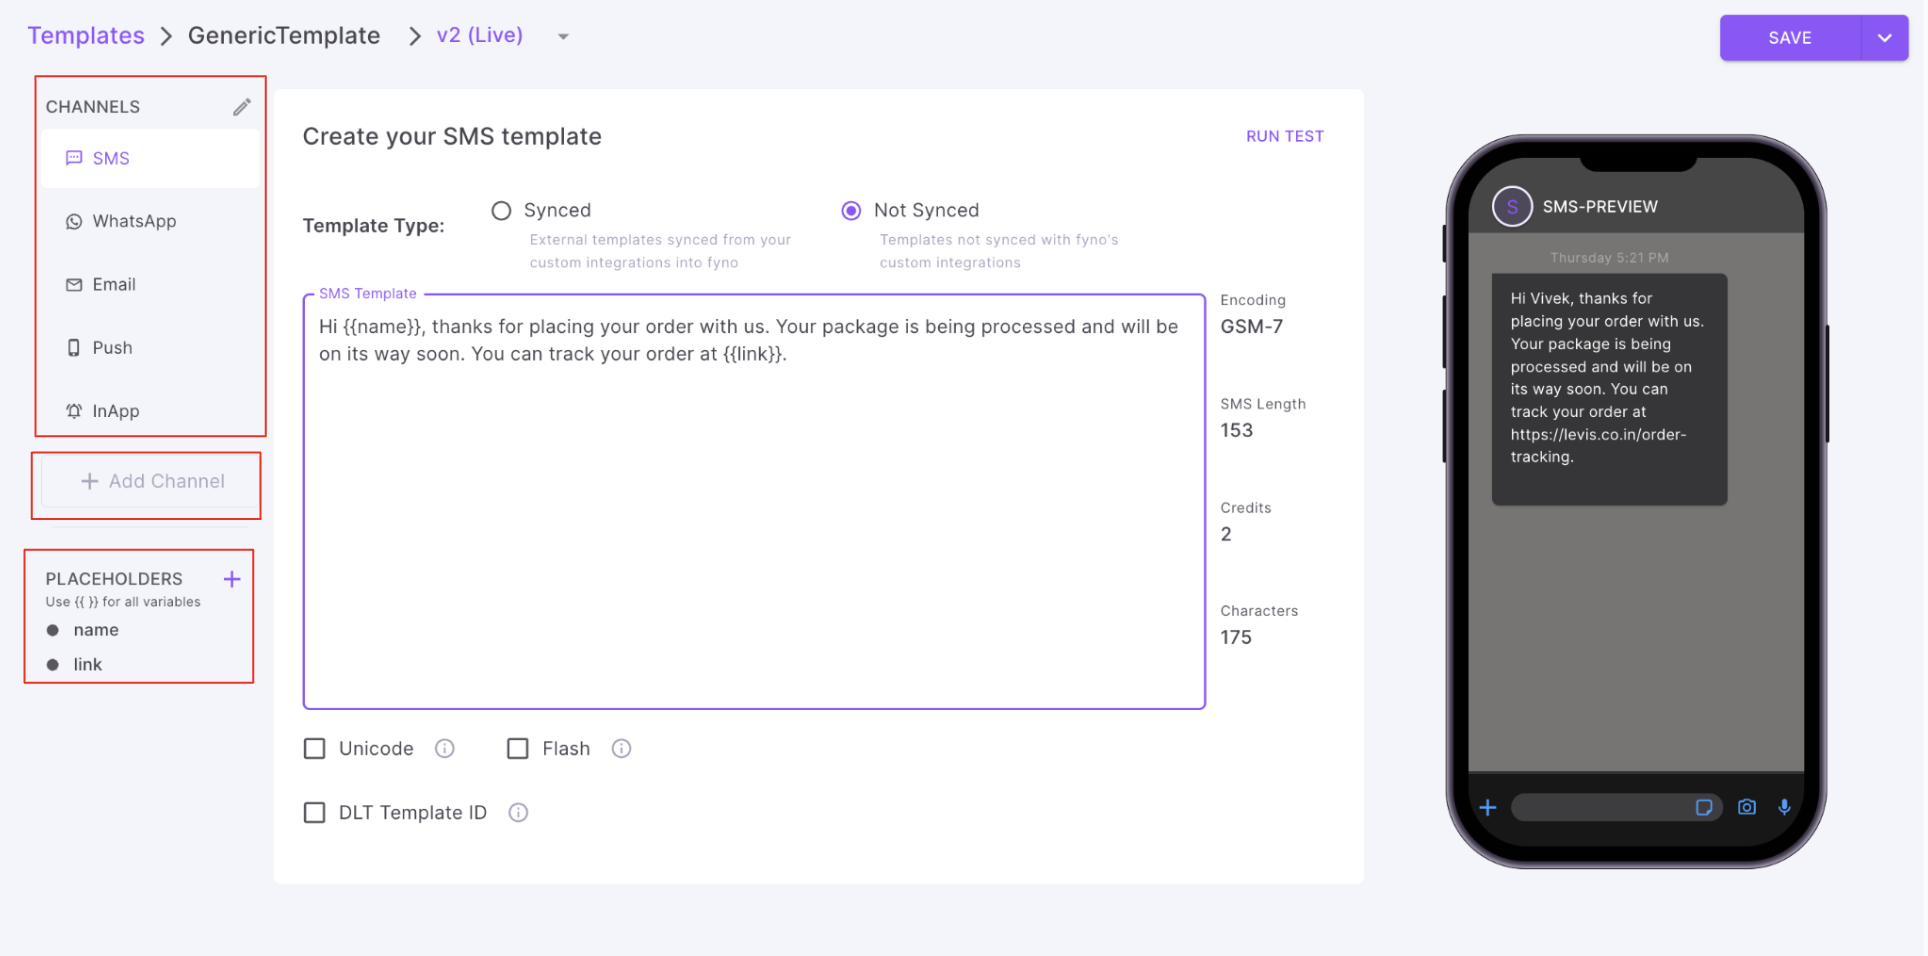 Templates > GenericTemplate > v2 (Live)
SAVE
CHANNELS
SMS
WhatsApp
Email
Push
InApp
+ Add Channel
PLACEHOLDERS +
Use {{ }} for all variables
name
link
Create your SMS template
RUN TEST
Template Type:
Synced
External templates synced from your
custom integrations into fyno
Not Synced
Templates not synced with fyno's
custom integrations
SMS Template
Hi {{name}}, thanks for placing your order with us. Your package is being processed and will be
on its way soon. You can track your order at {{link}}.
Encoding
GSM-7
SMS Length
153
Credits
2
Characters
175
Unicode
Flash
DLT Template ID
S
SMS-PREVIEW
Thursday 5:21 PM
Hi Vivek, thanks for
placing your order with us.
Your package is being
processed and will be on
its way soon. You can
track your order at
https://levis.co.in/order-
tracking.